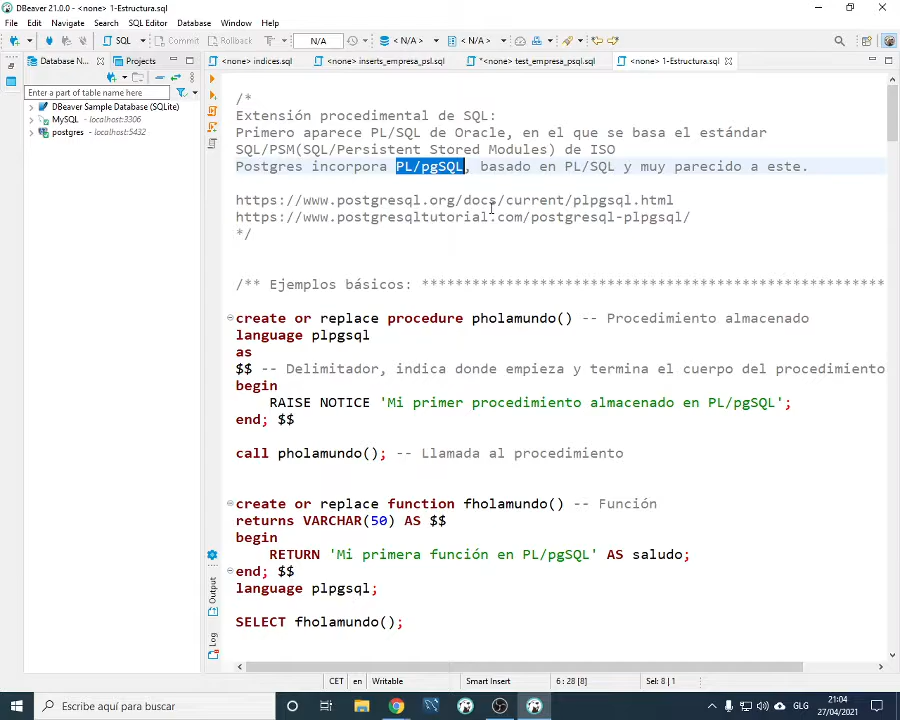 DBeaver 21.0.0 - <none> 1-Estructura.sql
File Edit Navigate Search SQL Editor Database Window Help
SQL Commit Rollback N/A < N/A > < N/A >
Database N... Projects <none> indices.sql <none> inserts_empresa_psl.sql *<none> test_empresa_psql.sql <none> 1-Estructura.sql
Enter a part of table name here
DBeaver Sample Database (SQLite)
MySQL - localhost:3306
postgres - localhost:5432
/*
Extensión procedimental de SQL:
Primero aparece PL/SQL de Oracle, en el que se basa el estándar
SQL/PSM(SQL/Persistent Stored Modules) de ISO
Postgres incorpora PL/pgSQL, basado en PL/SQL y muy parecido a este.
https://www.postgresql.org/docs/current/plpgsql.html
https://www.postgresqltutorial.com/postgresql-plpgsql/
*/
/** Ejemplos básicos: *******************************************************
create or replace procedure pholamundo() -- Procedimiento almacenado
language plpgsql
as
$$ -- Delimitador, indica donde empieza y termina el cuerpo del procedimiento
begin
RAISE NOTICE 'Mi primer procedimiento almacenado en PL/pgSQL';
end; $$
call pholamundo(); -- Llamada al procedimiento
create or replace function fholamundo() -- Función
returns VARCHAR(50) AS $$
begin
RETURN 'Mi primera función en PL/pgSQL' AS saludo;
end; $$
language plpgsql;
SELECT fholamundo();
Output
Log
CET en Writable Smart Insert 6 : 28 [8] Sel: 8 | 1
Escribe aquí para buscar
GLG
21:04
27/04/2021